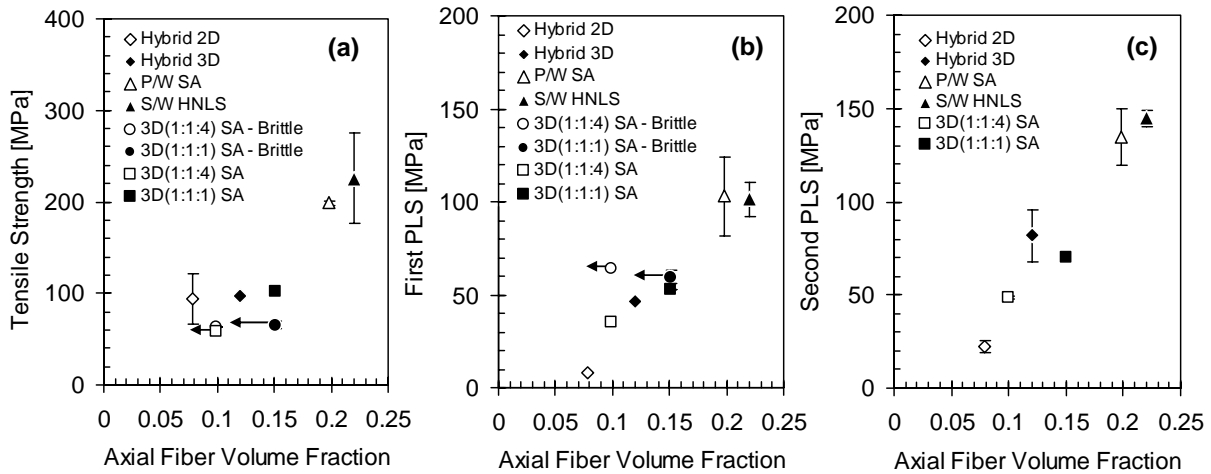 400
300
200
100
0
Tensile Strength [MPa]
(a)
Hybrid 2D
Hybrid 3D
P/W SA
S/W HNLS
3D(1:1:4) SA - Brittle
3D(1:1:1) SA - Brittle
3D(1:1:4) SA
3D(1:1:1) SA
0 0.05 0.1 0.15 0.2 0.25
Axial Fiber Volume Fraction
200
150
100
50
0
First PLS [MPa]
(b)
Hybrid 2D
Hybrid 3D
P/W SA
S/W HNLS
3D(1:1:4) SA - Brittle
3D(1:1:1) SA - Brittle
3D(1:1:4) SA
3D(1:1:1) SA
0 0.05 0.1 0.15 0.2 0.25
Axial Fiber Volume Fraction
200
150
100
50
0
Second PLS [MPa]
(c)
Hybrid 2D
Hybrid 3D
P/W SA
S/W HNLS
3D(1:1:4) SA
3D(1:1:1) SA
0 0.05 0.1 0.15 0.2 0.25
Axial Fiber Volume Fraction